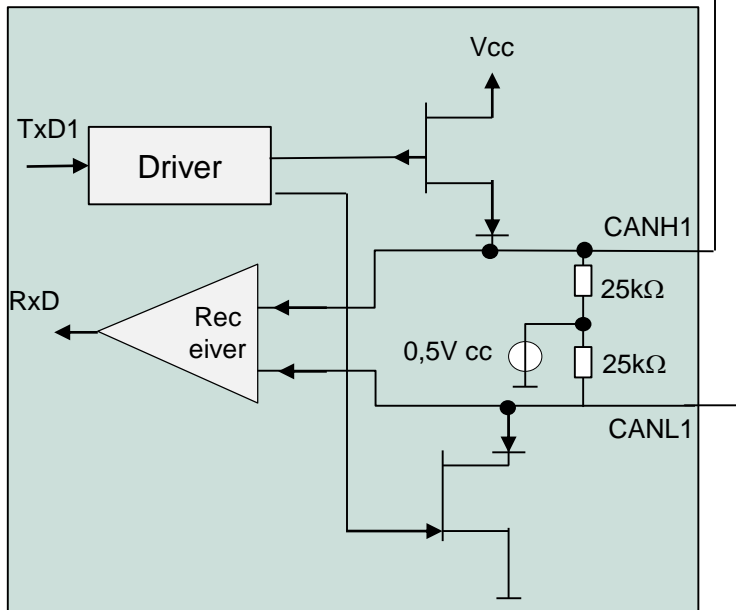 Vcc
TxD1
Driver
CANH1
RxD
Rec
eiver
25kΩ
0,5V cc
25kΩ
CANL1